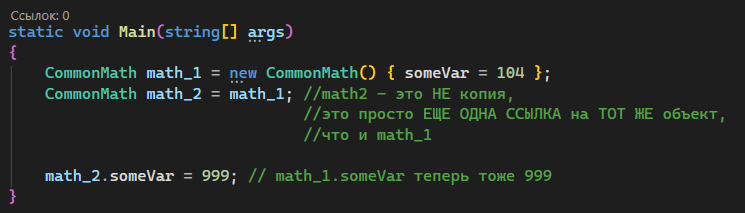 Ссылок: 0
static void Main(string[] args)
{
CommonMath math_1 = new CommonMath() { someVar = 104 };
CommonMath math_2 = math_1; //math2 - это НЕ копия,
//это просто ЕЩЕ ОДНА ССЫЛКА на ТОТ ЖЕ объект,
//что и math_1
math_2.someVar = 999; // math_1.someVar теперь тоже 999
}